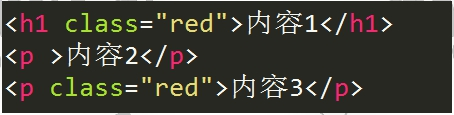 <h1 class="red">内容1</h1>
<p >内容2</p>
<p class="red">内容3</p>